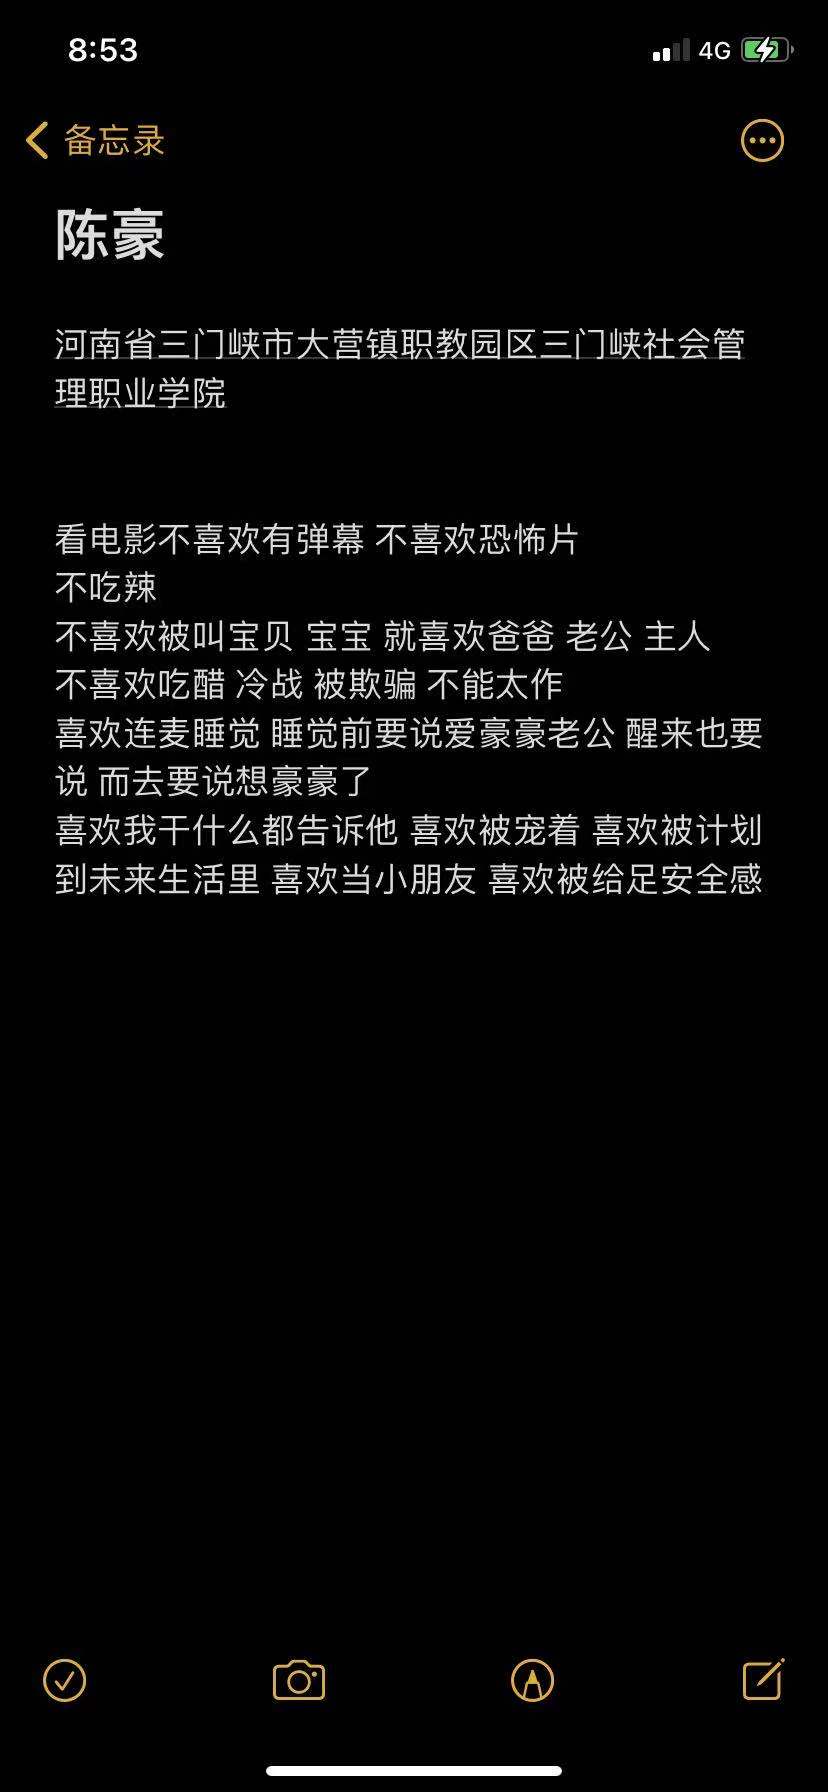 8:53
4G
备忘录
陈豪
河南省三门峡市大营镇职教园区三门峡社会管
理职业学院
看电影不喜欢有弹幕 不喜欢恐怖片
不吃辣
不喜欢被叫宝贝 宝宝 就喜欢爸爸 老公 主人
不喜欢吃醋 冷战 被欺骗 不能太作
喜欢连麦睡觉 睡觉前要说爱豪豪老公 醒来也要
说 而去要说想豪豪了
喜欢我干什么都告诉他 喜欢被宠着 喜欢被计划
到未来生活里 喜欢当小朋友 喜欢被给足安全感